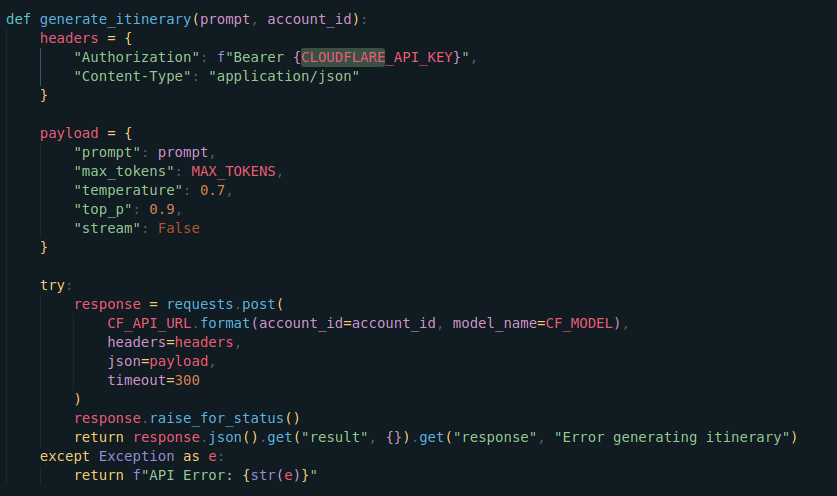 def generate_itinerary(prompt, account_id):
    headers = {
        "Authorization": f"Bearer {CLOUDFLARE_API_KEY}",
        "Content-Type": "application/json"
    }

    payload = {
        "prompt": prompt,
        "max_tokens": MAX_TOKENS,
        "temperature": 0.7,
        "top_p": 0.9,
        "stream": False
    }

    try:
        response = requests.post(
            CF_API_URL.format(account_id=account_id, model_name=CF_MODEL),
            headers=headers,
            json=payload,
            timeout=300
        )
        response.raise_for_status()
        return response.json().get("result", {}).get("response", "Error generating itinerary")
    except Exception as e:
        return f"API Error: {str(e)}"